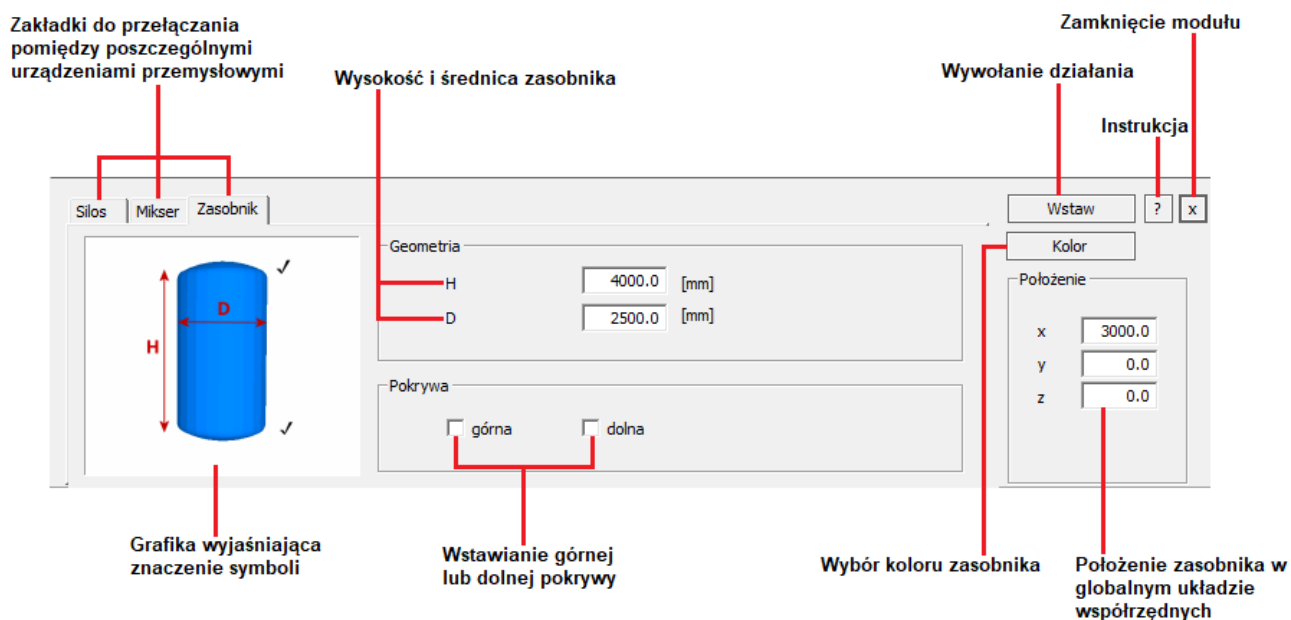 Zakładki do przełączania
pomiędzy poszczególnymi
urządzeniami przemysłowymi
Wysokość i średnica zasobnika
Zamknięcie modułu
Wywołanie działania
Instrukcja
Silos Mikser Zasobnik
Wstaw ? x
Kolor
D
H
Geometria
H 4000.0 [mm]
D 2500.0 [mm]
Pokrywa
górna dolna
Położenie
x 3000.0
y 0.0
z 0.0
Grafika wyjaśniająca
znaczenie symboli
Wstawianie górnej
lub dolnej pokrywy
Wybór koloru zasobnika
Położenie zasobnika w
globalnym układzie
współrzędnych